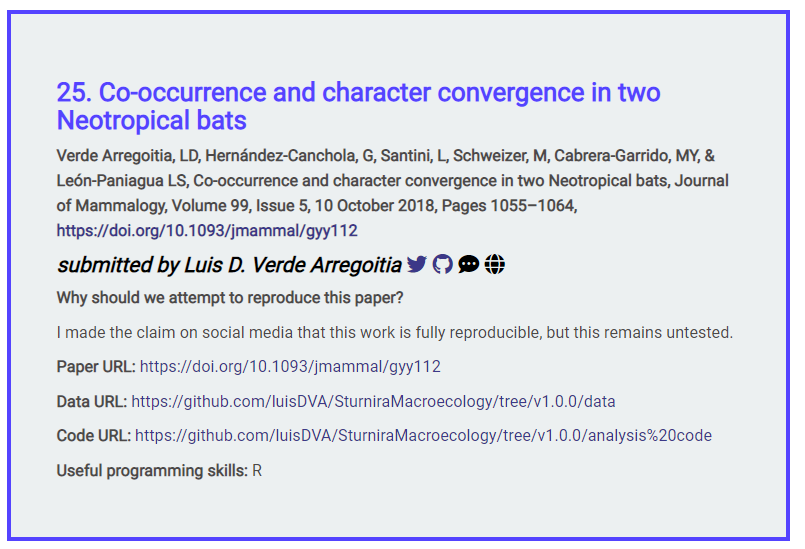 25. Co-occurrence and character convergence in two
Neotropical bats
Verde Arregoitia, LD, Hernández-Canchola, G, Santini, L, Schweizer, M, Cabrera-Garrido, MY, &
León-Paniagua LS, Co-occurrence and character convergence in two Neotropical bats, Journal
of Mammalogy, Volume 99, Issue 5, 10 October 2018, Pages 1055–1064,
https://doi.org/10.1093/jmammal/gyy112
submitted by Luis D. Verde Arregoitia
Why should we attempt to reproduce this paper?
I made the claim on social media that this work is fully reproducible, but this remains untested.
Paper URL: https://doi.org/10.1093/jmammal/gyy112
Data URL: https://github.com/luisDVA/SturniraMacroecology/tree/v1.0.0/data
Code URL: https://github.com/luisDVA/SturniraMacroecology/tree/v1.0.0/analysis%20code
Useful programming skills: R